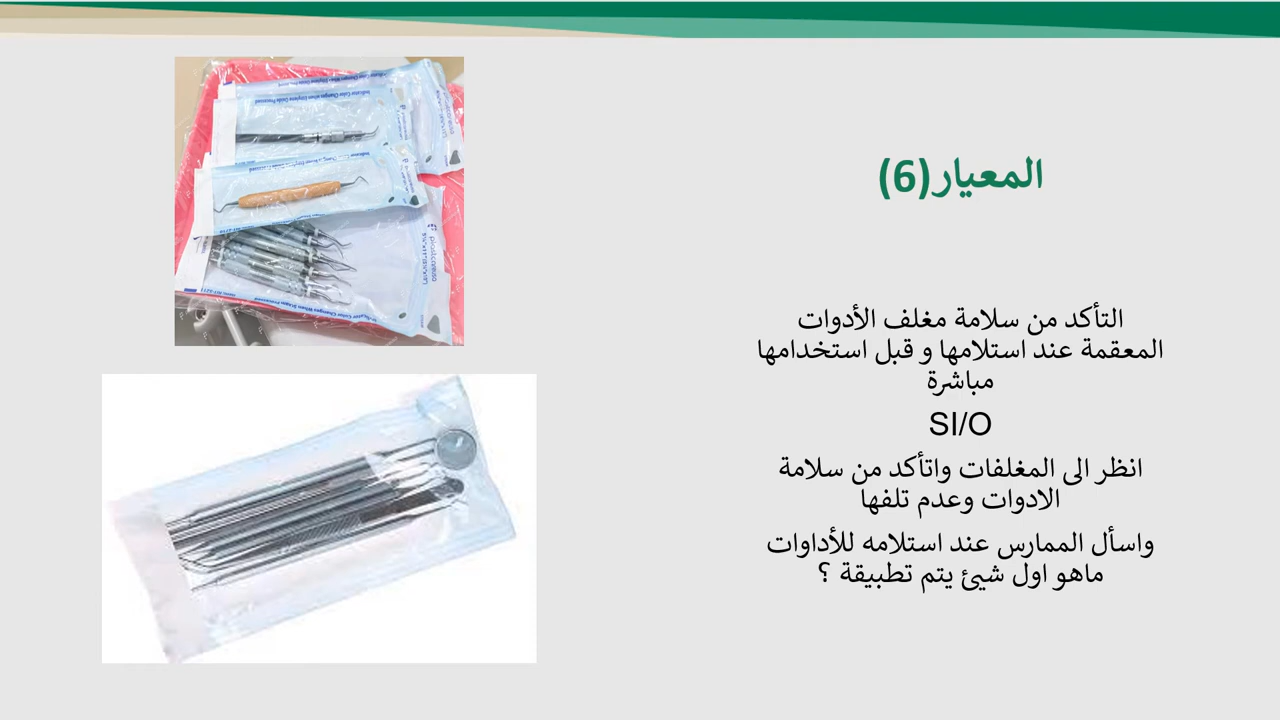 المعيار(6)
التأكد من سلامة مغلف الأدوات
المعقمة عند استلامها و قبل استخدامها
مباشرة
SI/O
انظر الى المغلفات واتأكد من سلامة
الادوات وعدم تلفها
واسأل الممارس عند استلامه للأداوات
ماهو اول شيئ يتم تطبيقة ؟